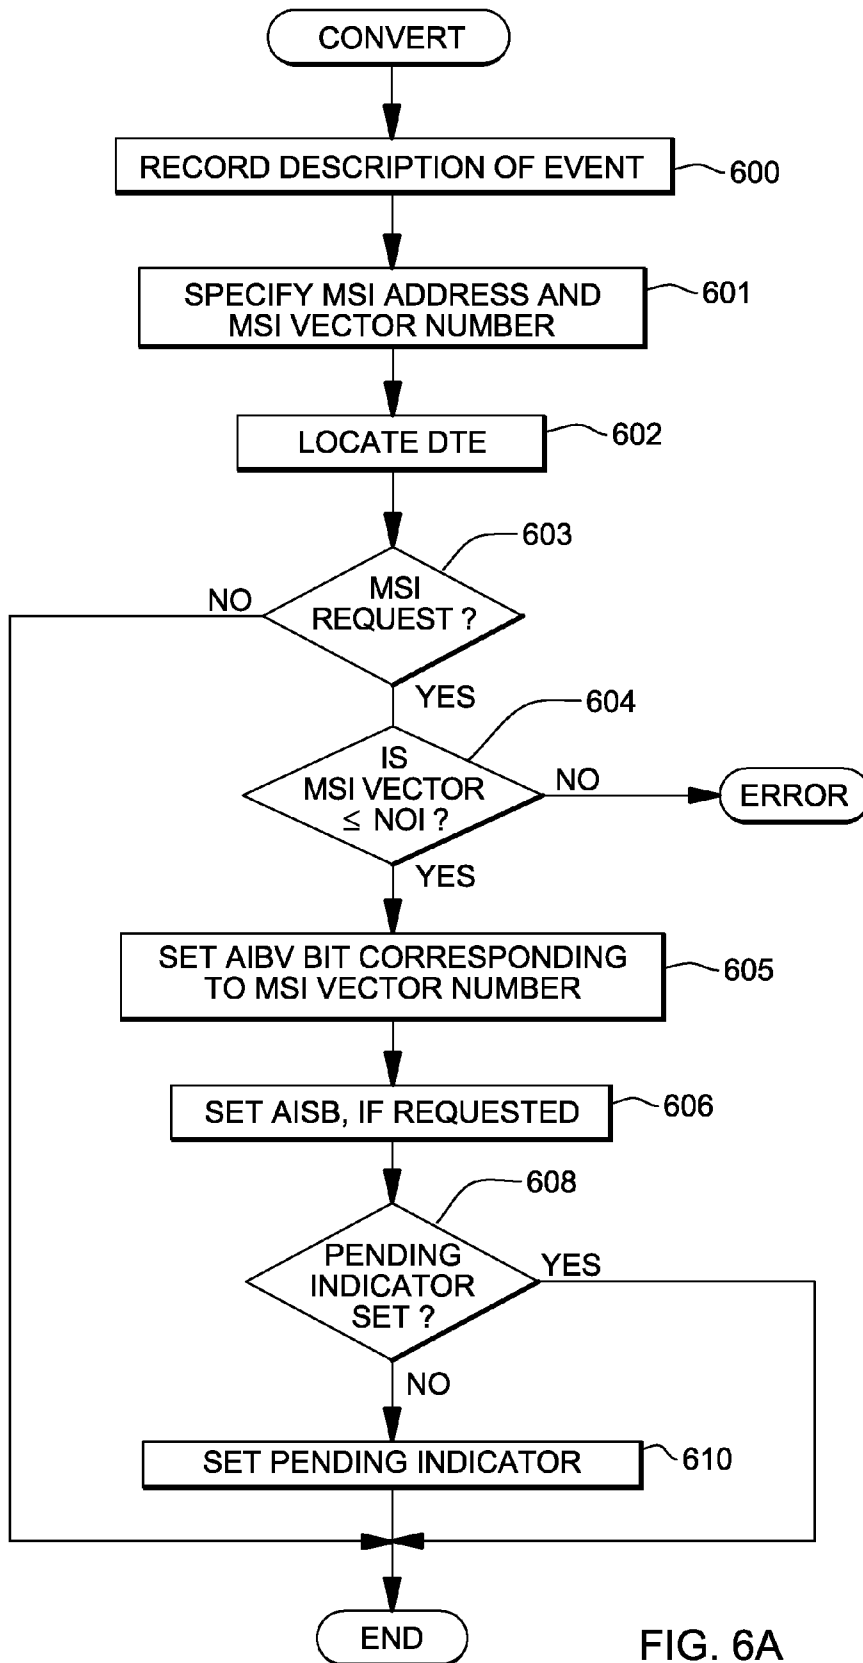 CONVERT
RECORD DESCRIPTION OF EVENT
600
SPECIFY MSI ADDRESS AND
MSI VECTOR NUMBER
601
LOCATE DTE
602
603
MSI
REQUEST ?
NO
YES
604
IS
MSI VECTOR
≤ NOI ?
NO
ERROR
YES
SET AIBV BIT CORRESPONDING
TO MSI VECTOR NUMBER
605
SET AISB, IF REQUESTED
606
608
PENDING
INDICATOR
SET ?
YES
NO
SET PENDING INDICATOR
610
END
FIG. 6A